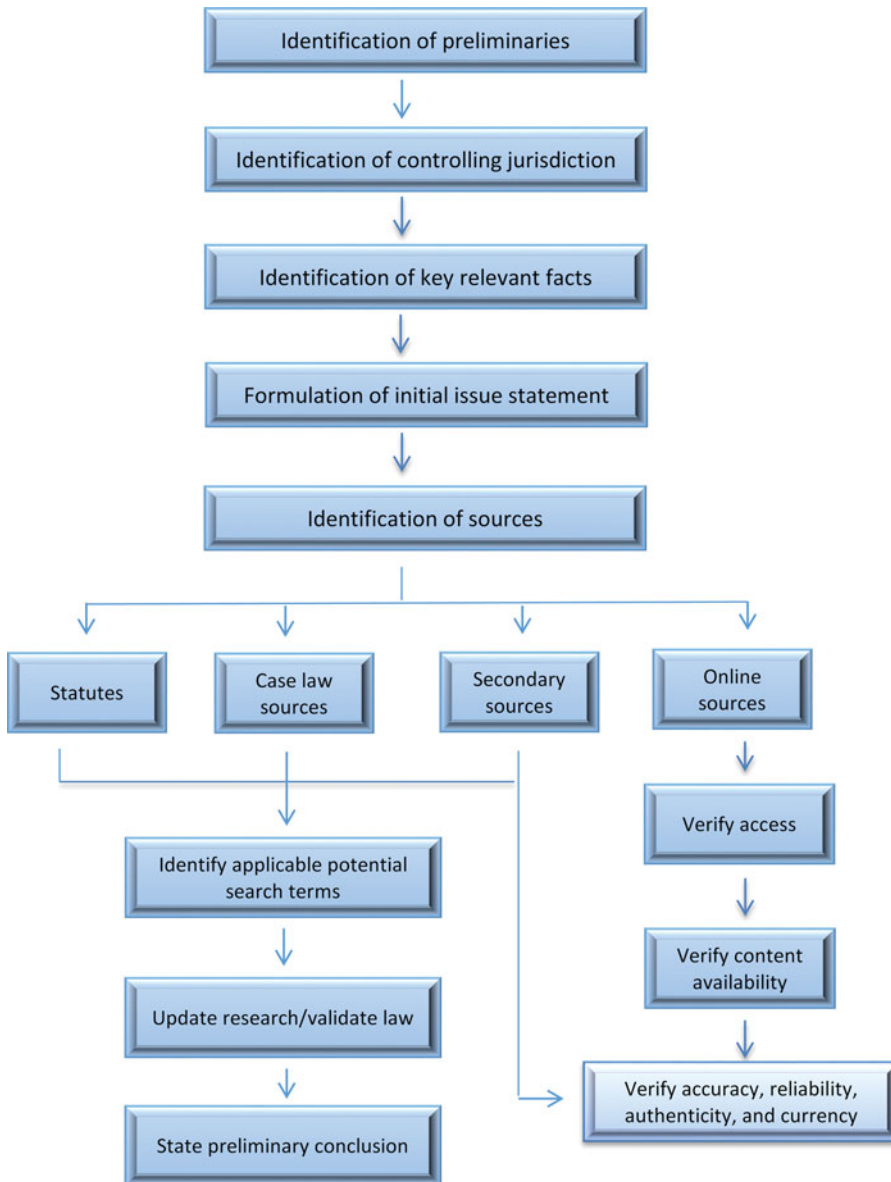 Identification of preliminaries
Identification of controlling jurisdiction
Identification of key relevant facts
Formulation of initial issue statement
Identification of sources
Statutes
Case law
sources
Secondary
sources
Online
sources
Verify access
Identify applicable potential
search terms
Verify content
availability
Update research/validate law
Verify accuracy, reliability,
authenticity, and currency
State preliminary conclusion